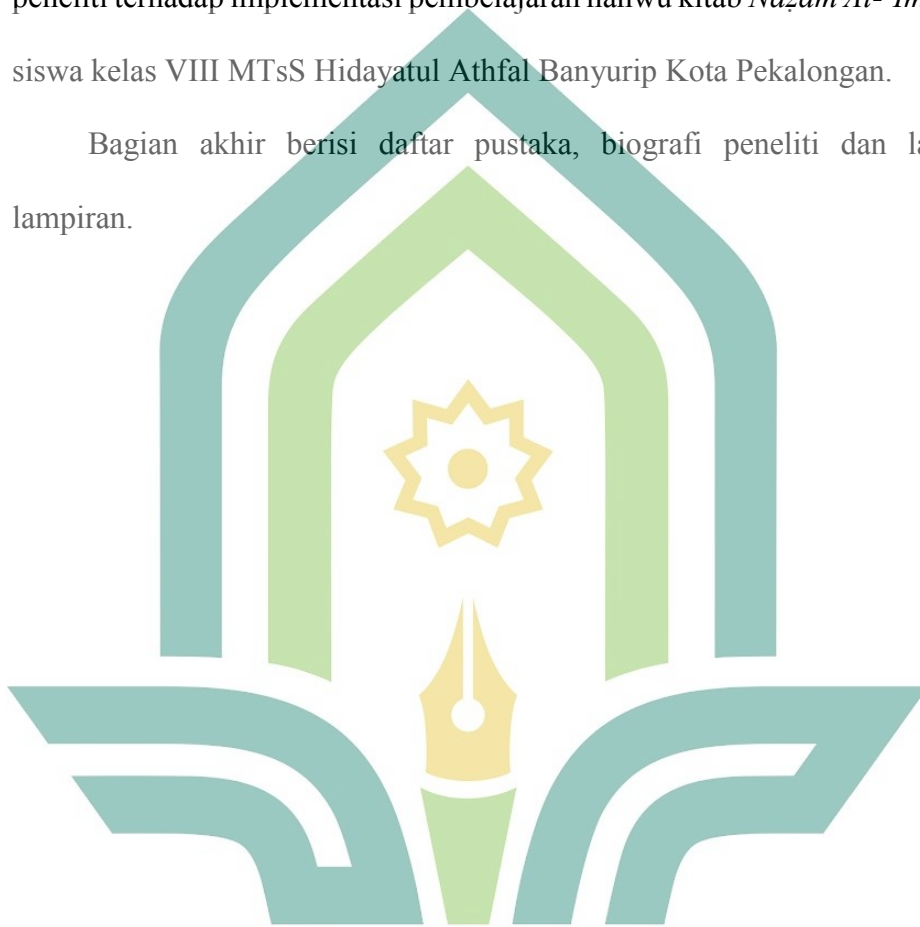 peneliti terhadap implementasi pembelajaran nahwu kitab Naẓam Al-
siswa kelas VIII MTsS Hidayatul Athfal Banyurip Kota Pekalongan.
Bagian akhir berisi daftar pustaka, biografi peneliti dan
lampiran.